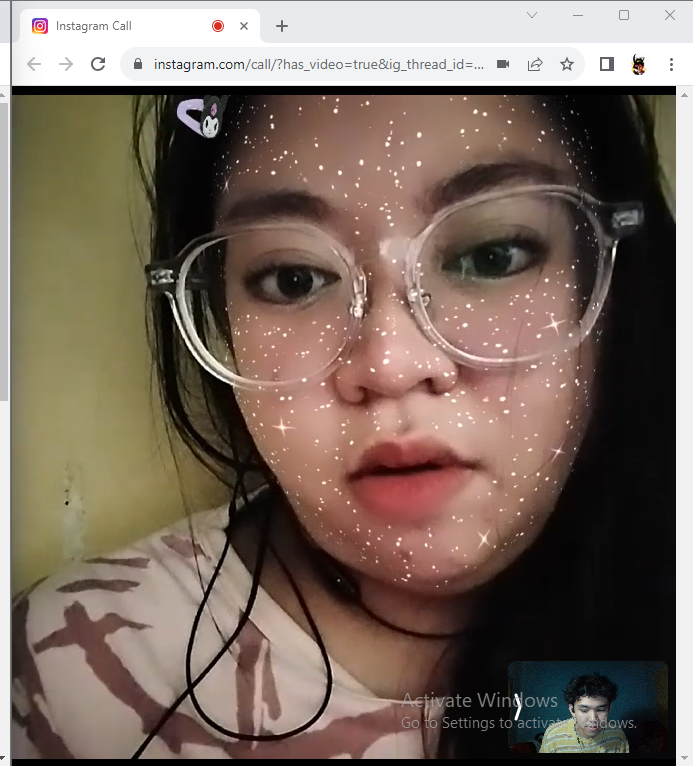 Instagram Call
instagram.com/call/?has_video=true&ig_thread_id=...
Activate Windows
Go to Settings to activate Windows.